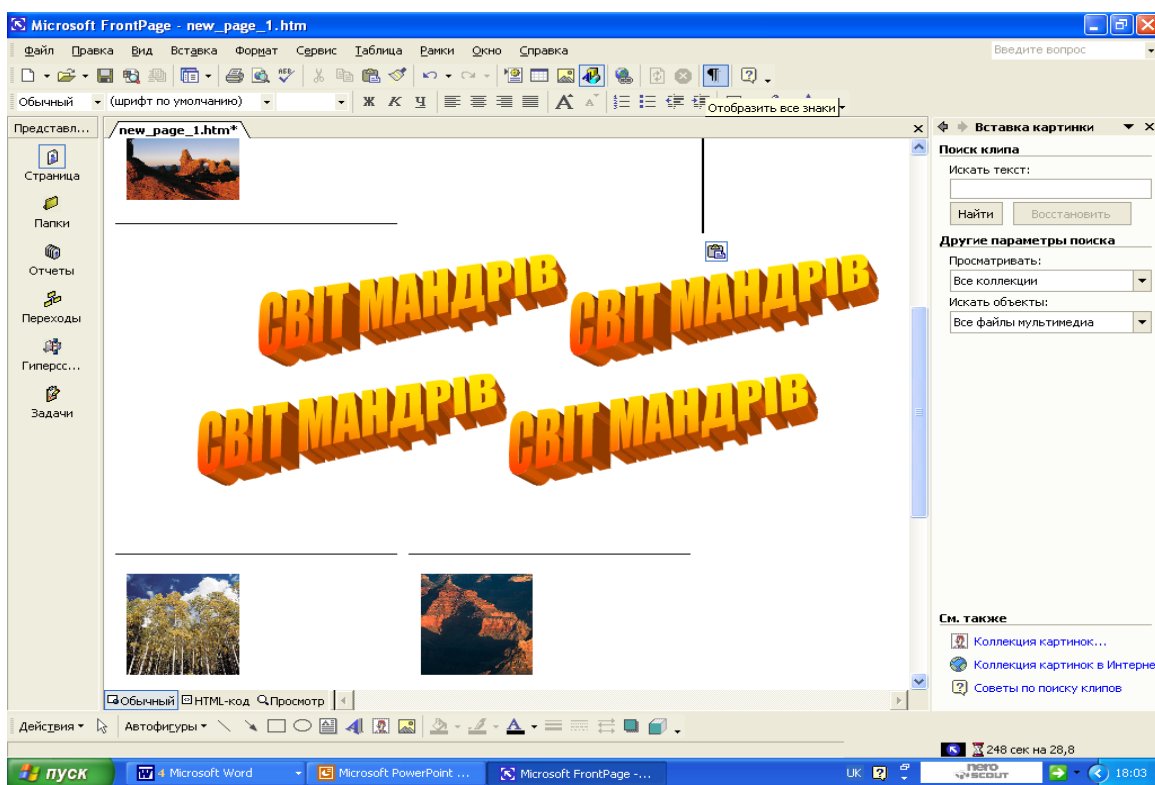 Microsoft FrontPage - new_page_1.htm
Файл Правка Вид Вставка Формат Сервис Таблица Рамки Окно Справка
Введите вопрос
Обычный (шрифт по умолчанию) Ж К Ч
Отобразить все знаки
Представл...
new_page_1.htm*
Вставка картинки
Страница
Папки
Отчеты
Переходы
Гиперсс...
Задачи
СВІТ МАНДРІВ СВІТ МАНДРІВ
СВІТ МАНДРІВ СВІТ МАНДРІВ
Поиск клипа
Искать текст:
Найти Восстановить
Другие параметры поиска
Просматривать:
Все коллекции
Искать объекты:
Все файлы мультимедиа
См. также
Коллекция картинок...
Коллекция картинок в Интерне
Советы по поиску клипов
Обычный HTML-код Просмотр
Действия Автофигуры
248 сек на 28,8
пуск 4 Microsoft Word Microsoft PowerPoint ... Microsoft FrontPage -... UK nero SCOUT 18:03